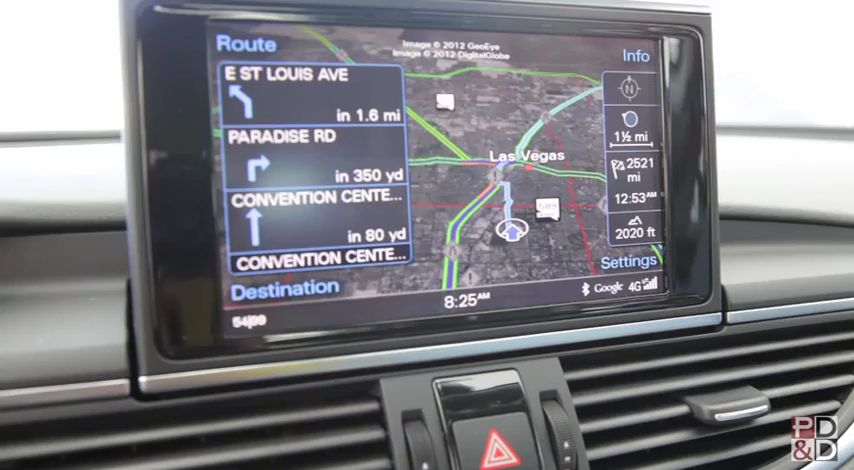 Route
Image © 2012 GeoEye
Image © 2012 DigitalGlobe
Info
E ST LOUIS AVE
in 1.6 mi
PARADISE RD
in 350 yd
CONVENTION CENTE...
in 80 yd
CONVENTION CENTE...
Las Vegas
N
1½ mi
2521
mi
12:53AM
2020 ft
Settings
Destination
8:25AM
Google 4G
PD
&D